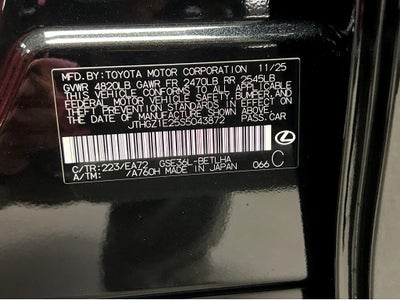 MFD. BY: TOYOTA MOTOR CORPORATION 11/25
GVWR 4820LB GAWR FR 2470LB RR 2545LB
THIS VEHICLE CONFORMS TO ALL APPLICABLE
FEDERAL MOTOR VEHICLE SAFETY, BUMPER, AND
THEFT PREVENTION STANDARDS IN EFFECT ON
THE DATE OF MANUFACTURE SHOWN ABOVE.
JTHGZ1E25S5043872 PASS.CAR
C/TR: 223/EA72 GSE36L-BETLHA
A/TM: /A760H MADE IN JAPAN 066 C